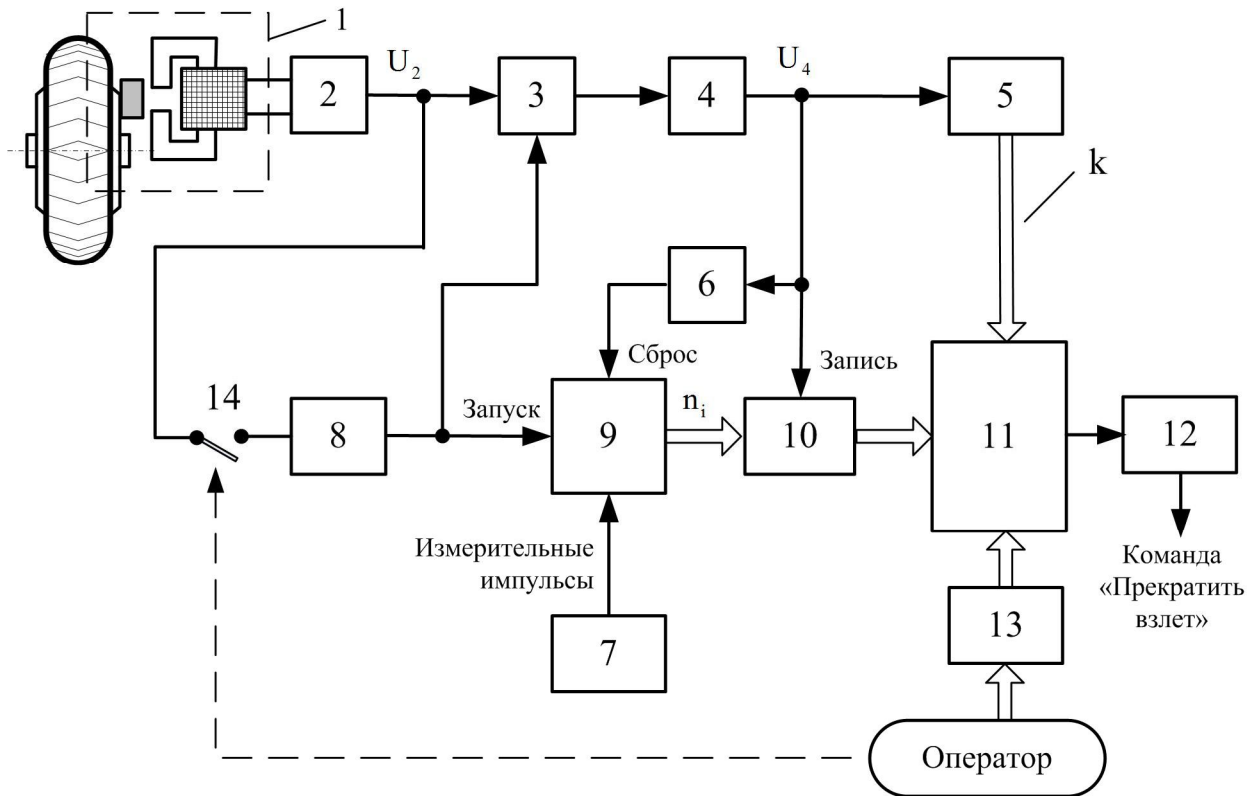 1
U₂
2
3
4
U₄
5
k
6
Сброс
Запись
14
8
Запуск
9
nᵢ
10
11
12
Измерительные
импульсы
7
Команда
«Прекратить
взлет»
13
Оператор